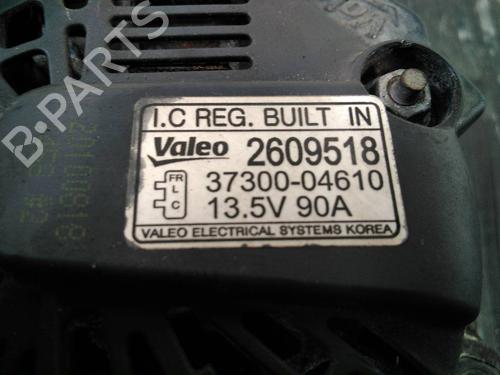 I.C REG. BUILT IN
Valeo 2609518
FR
L
C
37300-04610
13.5V 90A
VALEO ELECTRICAL SYSTEMS KOREA
B-PARTS